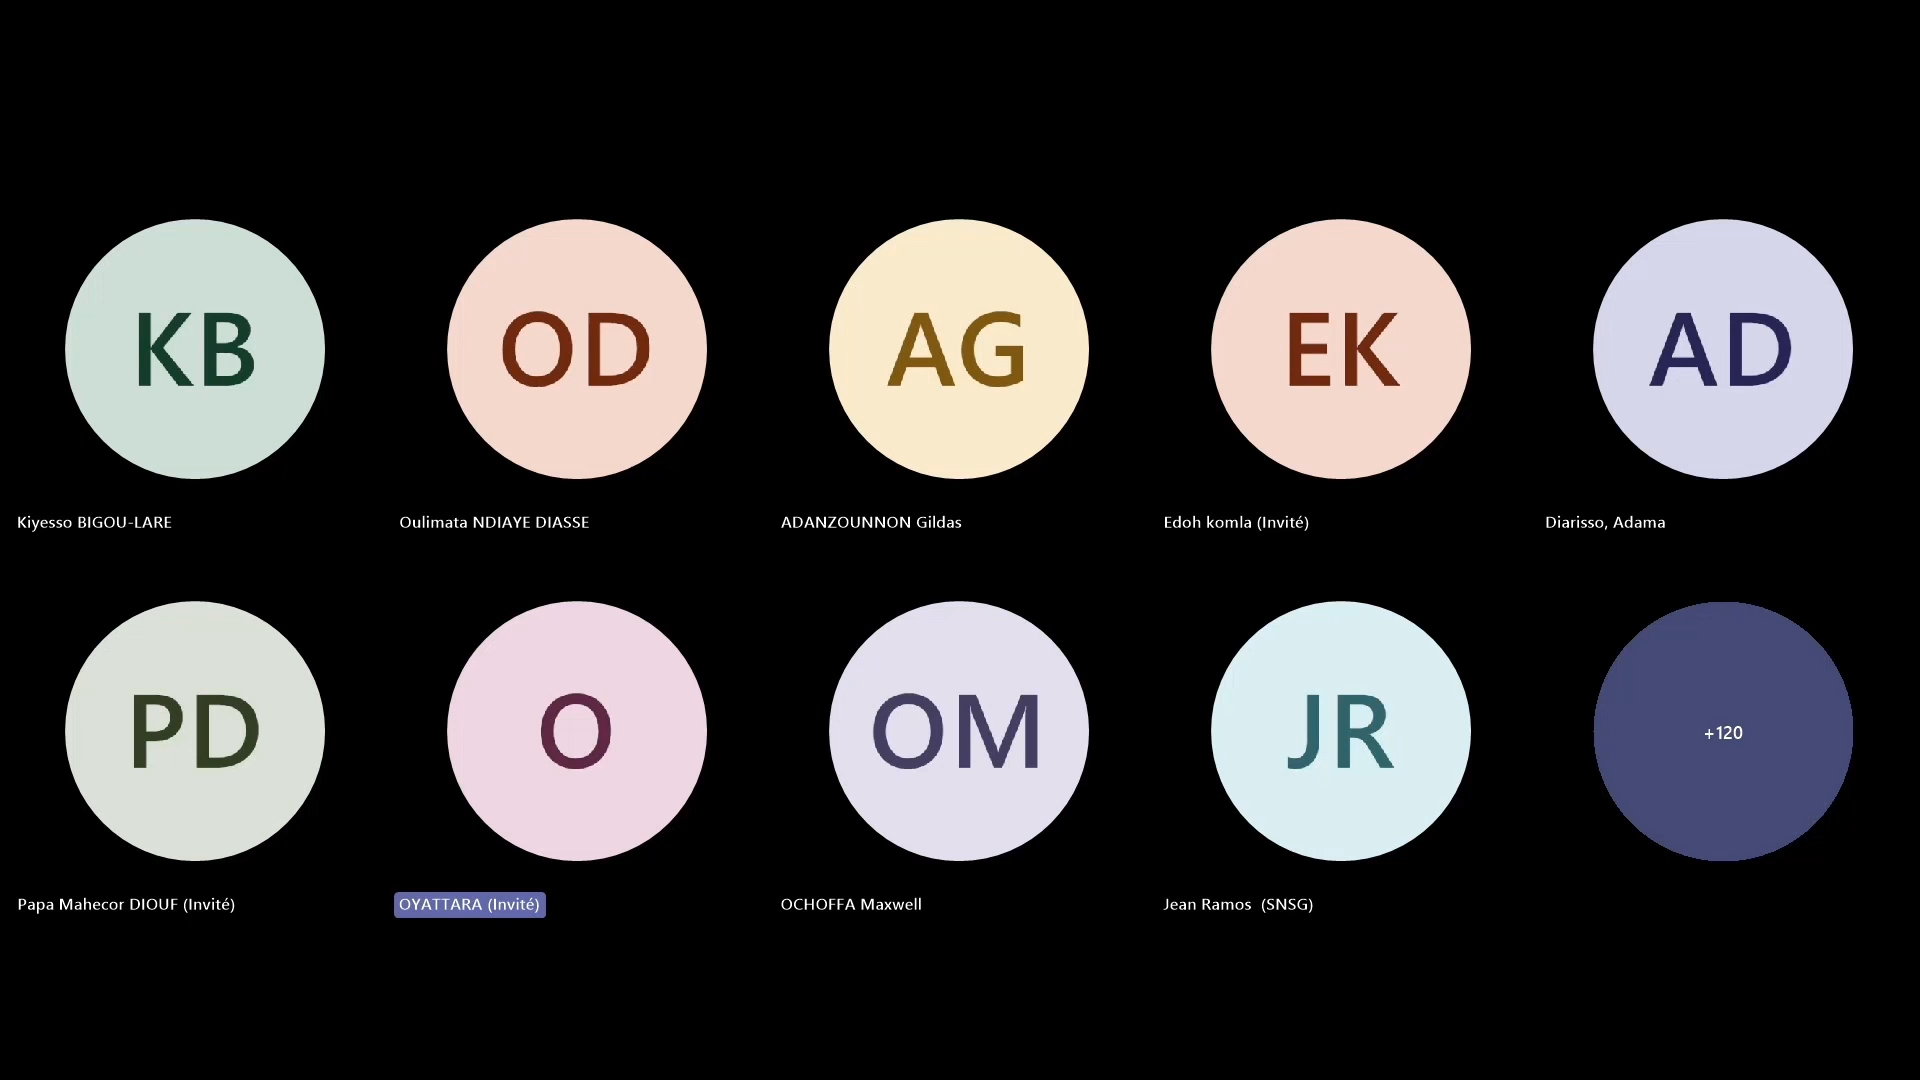 KB
OD
AG
EK
AD
Kiyesso BIGOU-LARE
Oulimata NDIAYE DIASSE
ADANZOUNNON Gildas
Edoh komla (Invité)
Diarisso, Adama
PD
O
OM
JR
+120
Papa Mahecor DIOUF (Invité)
OYATTARA (Invité)
OCHOFFA Maxwell
Jean Ramos (SNSG)